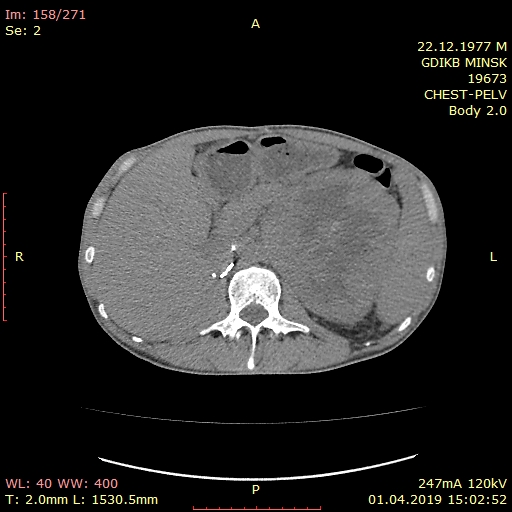 Im: 158/271
Se: 2
A
22.12.1977 M
GDIKB MINSK
19673
CHEST-PELV
Body 2.0
R
L
WL: 40 WW: 400
T: 2.0mm L: 1530.5mm
P
247mA 120kV
01.04.2019 15:02:52